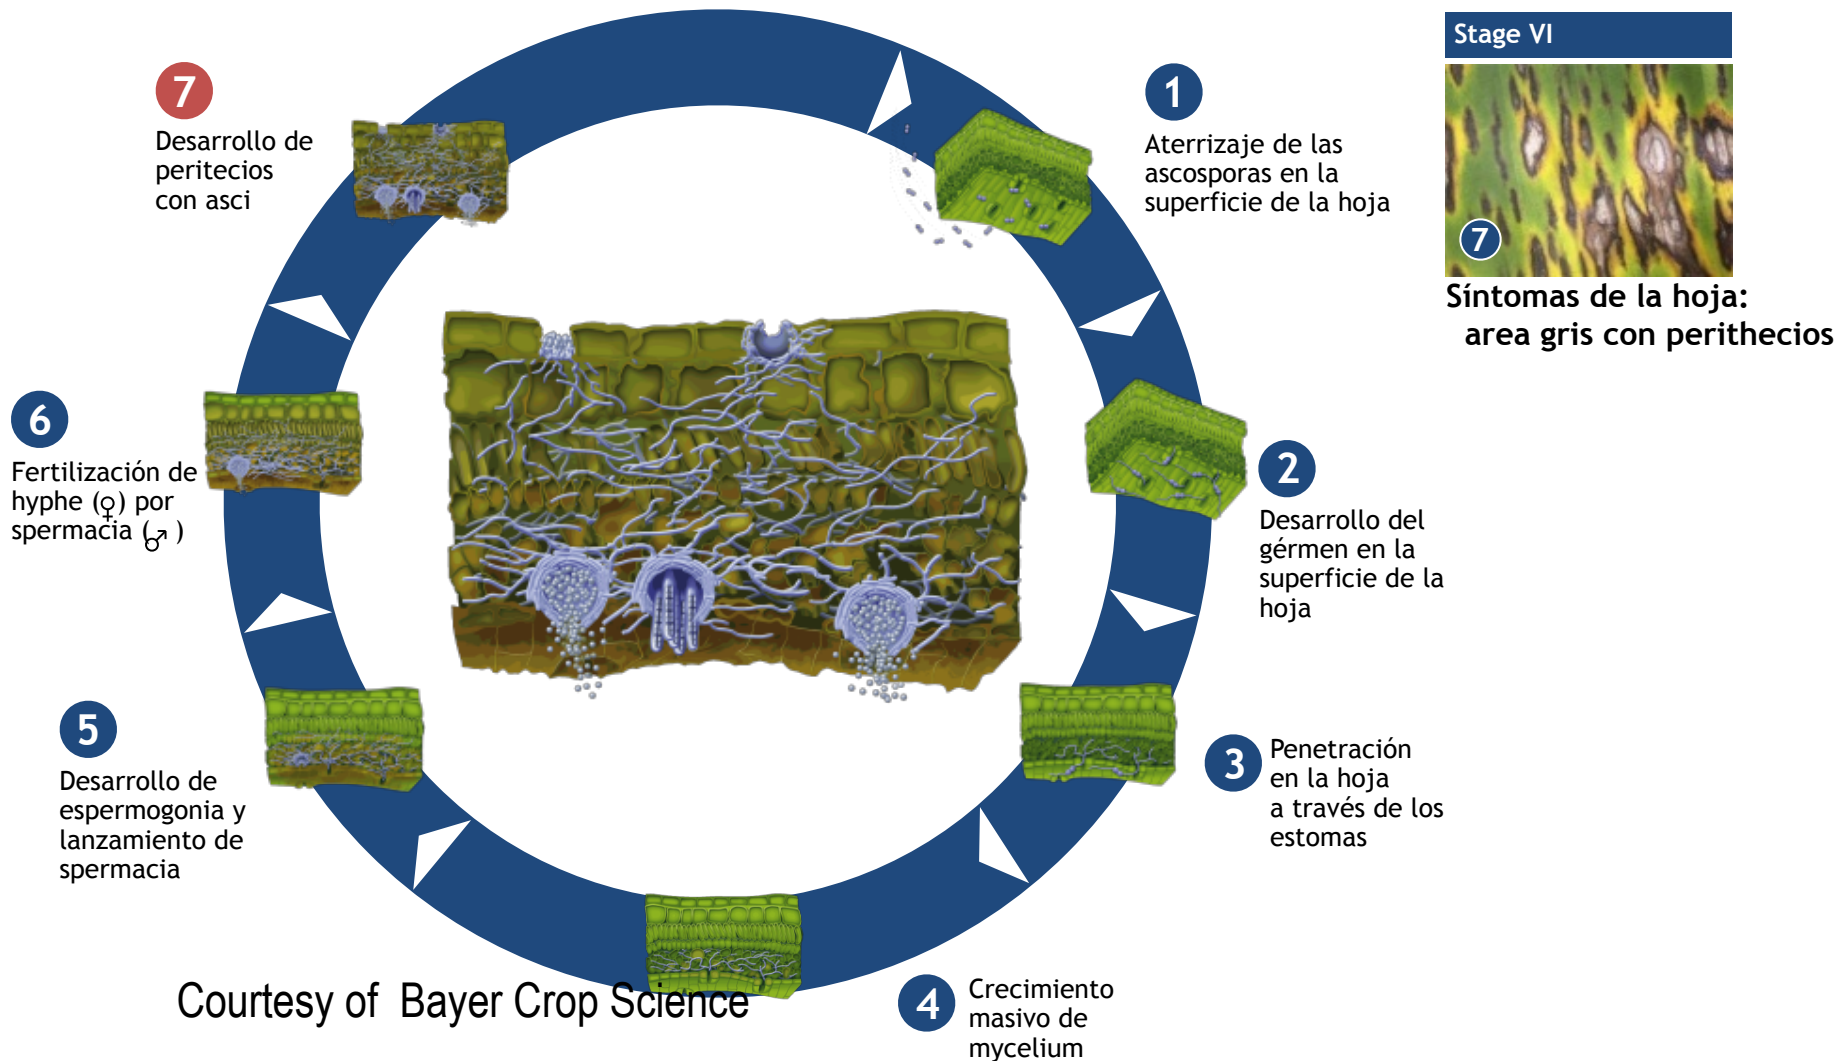 Stage VI
7
Síntomas de la hoja:
area gris con perithecios
1
Aterrizaje de las
ascosporas en la
superficie de la hoja
2
Desarrollo del
gérmen en la
superficie de la
hoja
3
Penetración
en la hoja
a través de los
estomas
4
Crecimiento
masivo de
mycelium
5
Desarrollo de
espermogonia y
lanzamiento de
spermacia
6
Fertilización de
hyphe (♀) por
spermacia (♂ )
7
Desarrollo de
peritecios
con asci
Courtesy of Bayer Crop Science